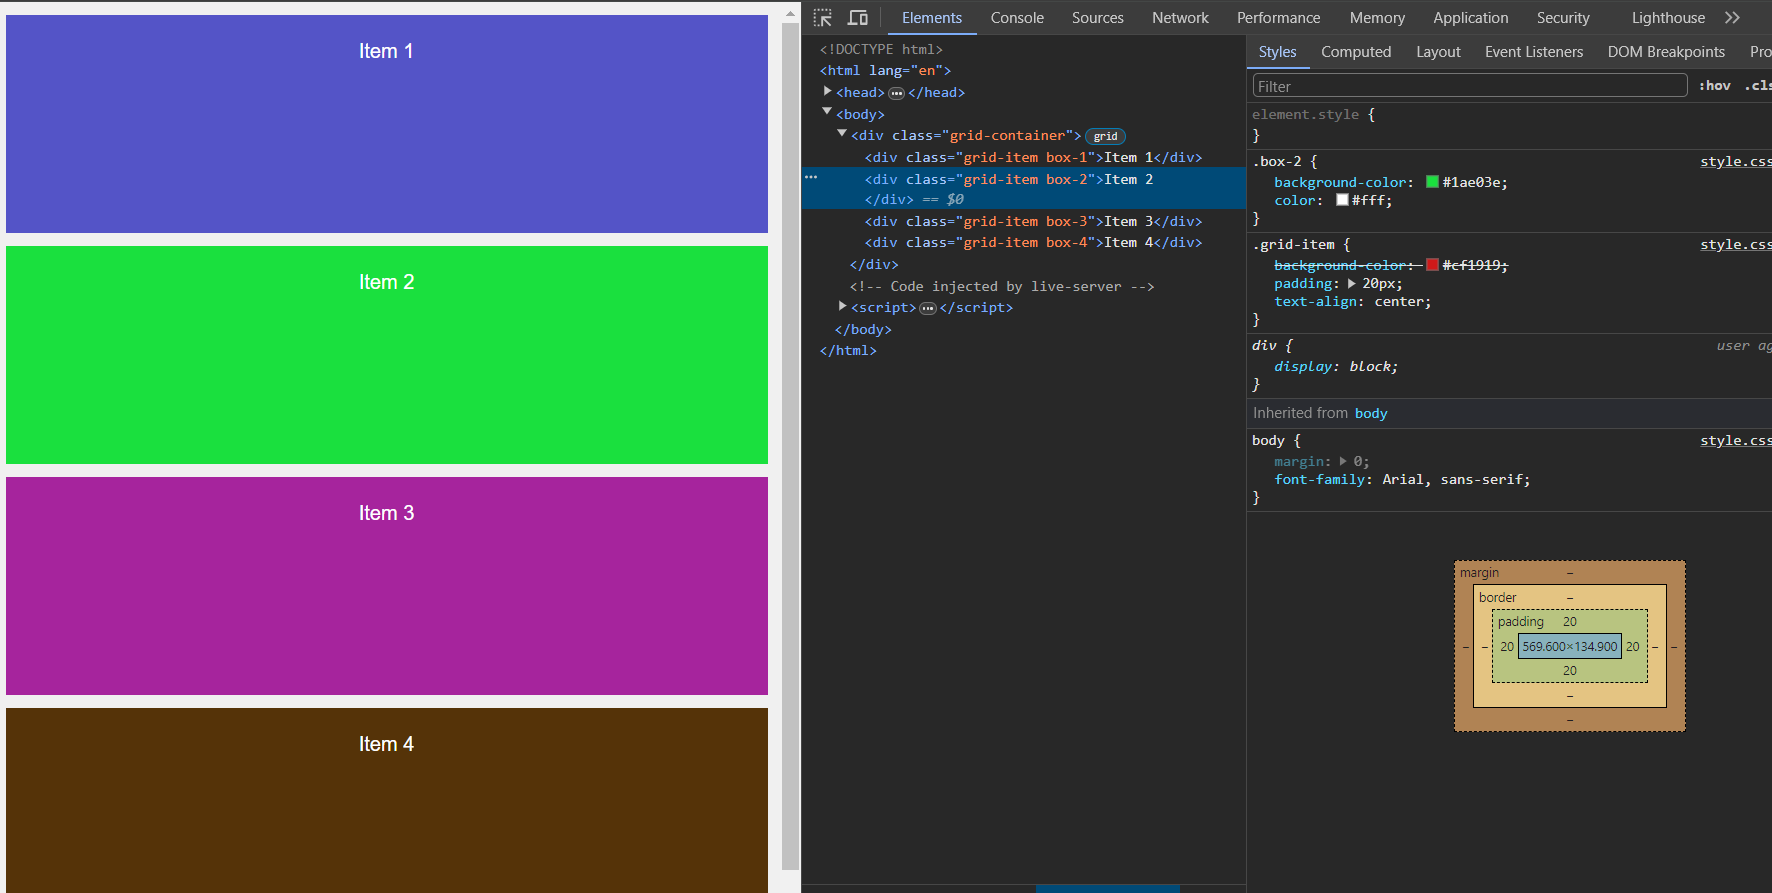 Item 1
Item 2
Item 3
Item 4
Elements Console Sources Network Performance Memory Application Security Lighthouse
<!DOCTYPE html>
<html lang="en">
<head> ••• </head>
<body>
<div class="grid-container"> grid
<div class="grid-item box-1">Item 1</div>
<div class="grid-item box-2">Item 2
</div> == $0
<div class="grid-item box-3">Item 3</div>
<div class="grid-item box-4">Item 4</div>
</div>
<!-- Code injected by live-server -->
<script> ••• </script>
</body>
</html>
Styles Computed Layout Event Listeners DOM Breakpoints Pro
Filter :hov .cls
element.style {
}
.box-2 { style.css
background-color: #1ae03e;
color: #fff;
}
.grid-item { style.css
background-color: #cf1919;
padding: 20px;
text-align: center;
}
div { user ag
display: block;
}
Inherited from body
body { style.css
margin: 0;
font-family: Arial, sans-serif;
}
margin –
border –
padding 20
– – 20 569.600×134.900 20 – –
20
–
–